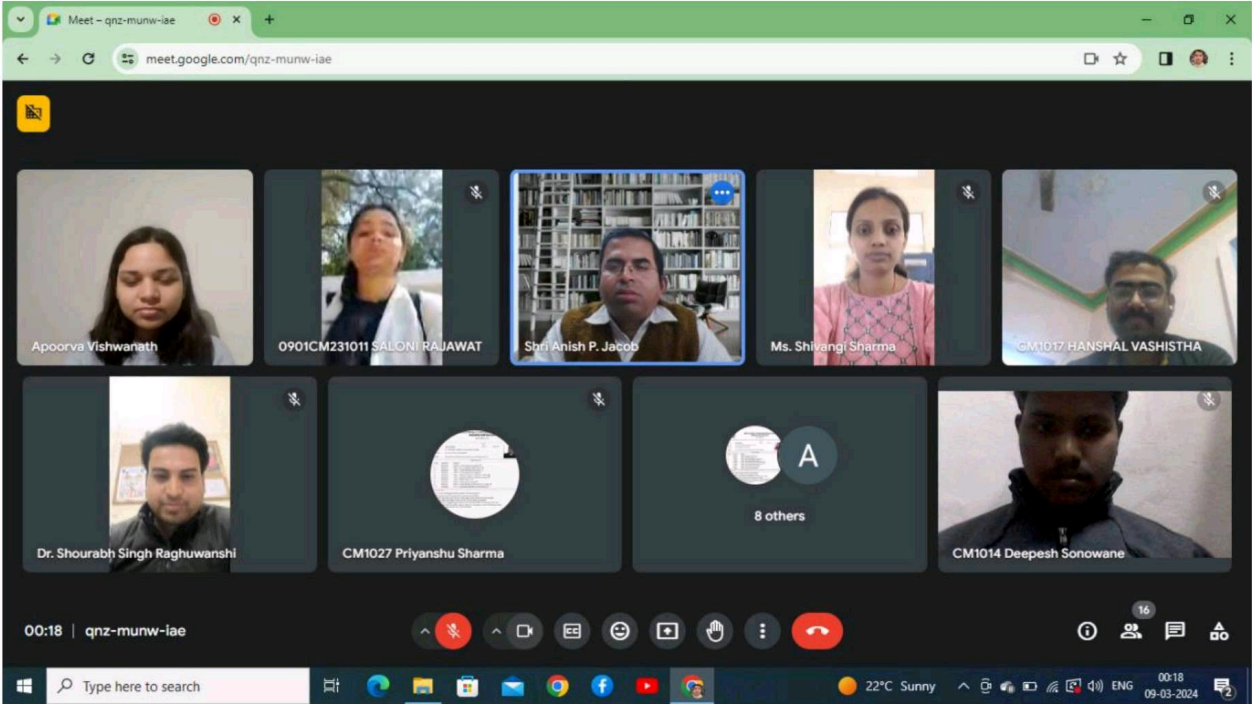 Meet – qnz-munw-iae
meet.google.com/qnz-munw-iae
Apoorva Vishwanath
0901CM231011 SALONI RAJAWAT
Shri Anish P. Jacob
Ms. Shivangi Sharma
CM1017 HANSHAL VASHISTHA
Dr. Shourabh Singh Raghuwanshi
CM1027 Priyanshu Sharma
A
8 others
CM1014 Deepesh Sonowane
16
00:18 | qnz-munw-iae
CC
Type here to search
22°C Sunny
ENG
00:18
09-03-2024
2